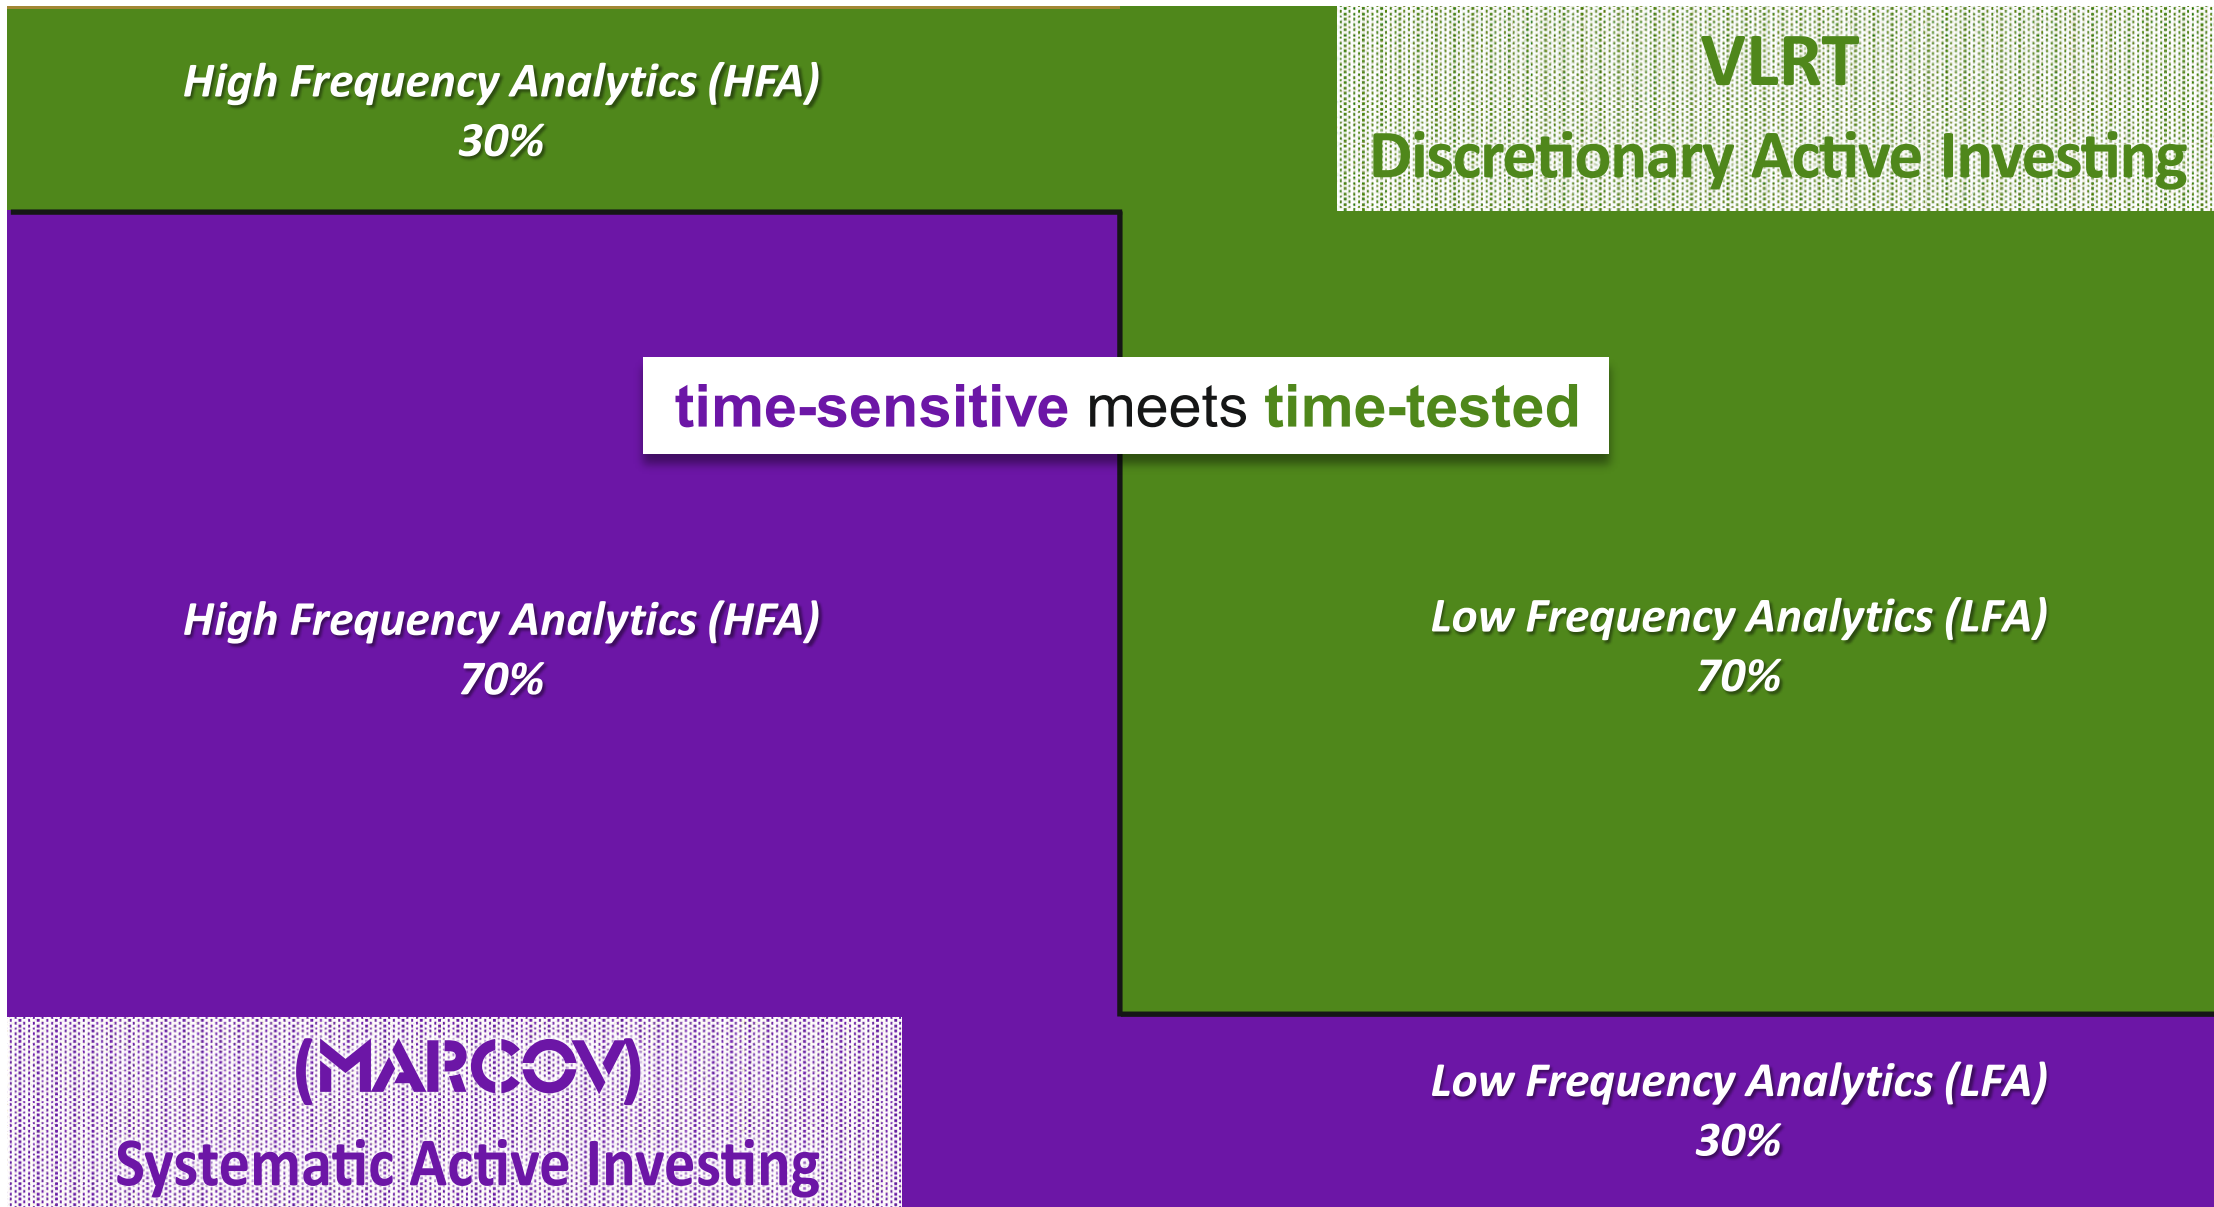 High Frequency Analytics (HFA)
30%
VLRT
Discretionary Active Investing
time-sensitive meets time-tested
High Frequency Analytics (HFA)
70%
Low Frequency Analytics (LFA)
70%
(MARCOV)
Systematic Active Investing
Low Frequency Analytics (LFA)
30%